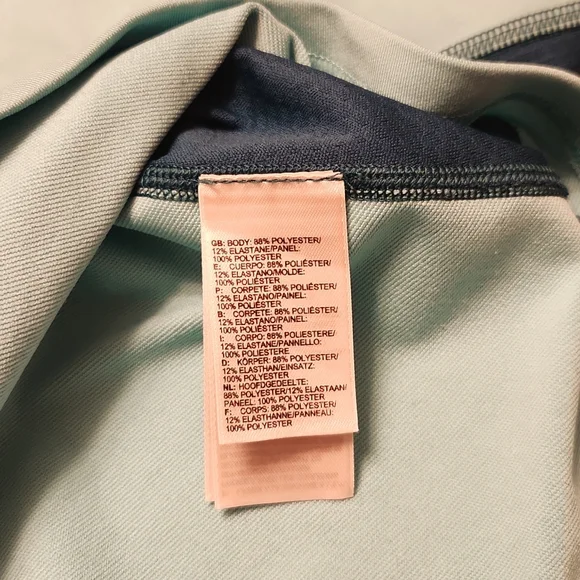 GB: BODY: 88% POLYESTER/
12% ELASTANE/PANEL:
100% POLYESTER
E: CUERPO: 88% POLIÉSTER/
12% ELASTANO/MOLDE:
100% POLIÉSTER
P: CORPETE: 88% POLIÉSTER/
12% ELASTANO/PAINEL:
100% POLIÉSTER
B: CORPETE: 88% POLIÉSTER/
12% ELASTANO/PAINEL:
100% POLIÉSTER
I: CORPO: 88% POLIESTERE/
12% ELASTANE/PANNELLO:
100% POLIESTERE
D: KÖRPER: 88% POLYESTER/
12% ELASTHAN/EINSATZ:
100% POLYESTER
NL: HOOFDGEDEELTE:
88% POLYESTER/12% ELASTAAN/
PANEEL: 100% POLYESTER
F: CORPS: 88% POLYESTER/
12% ELASTHANNE/PANNEAU:
100% POLYESTER